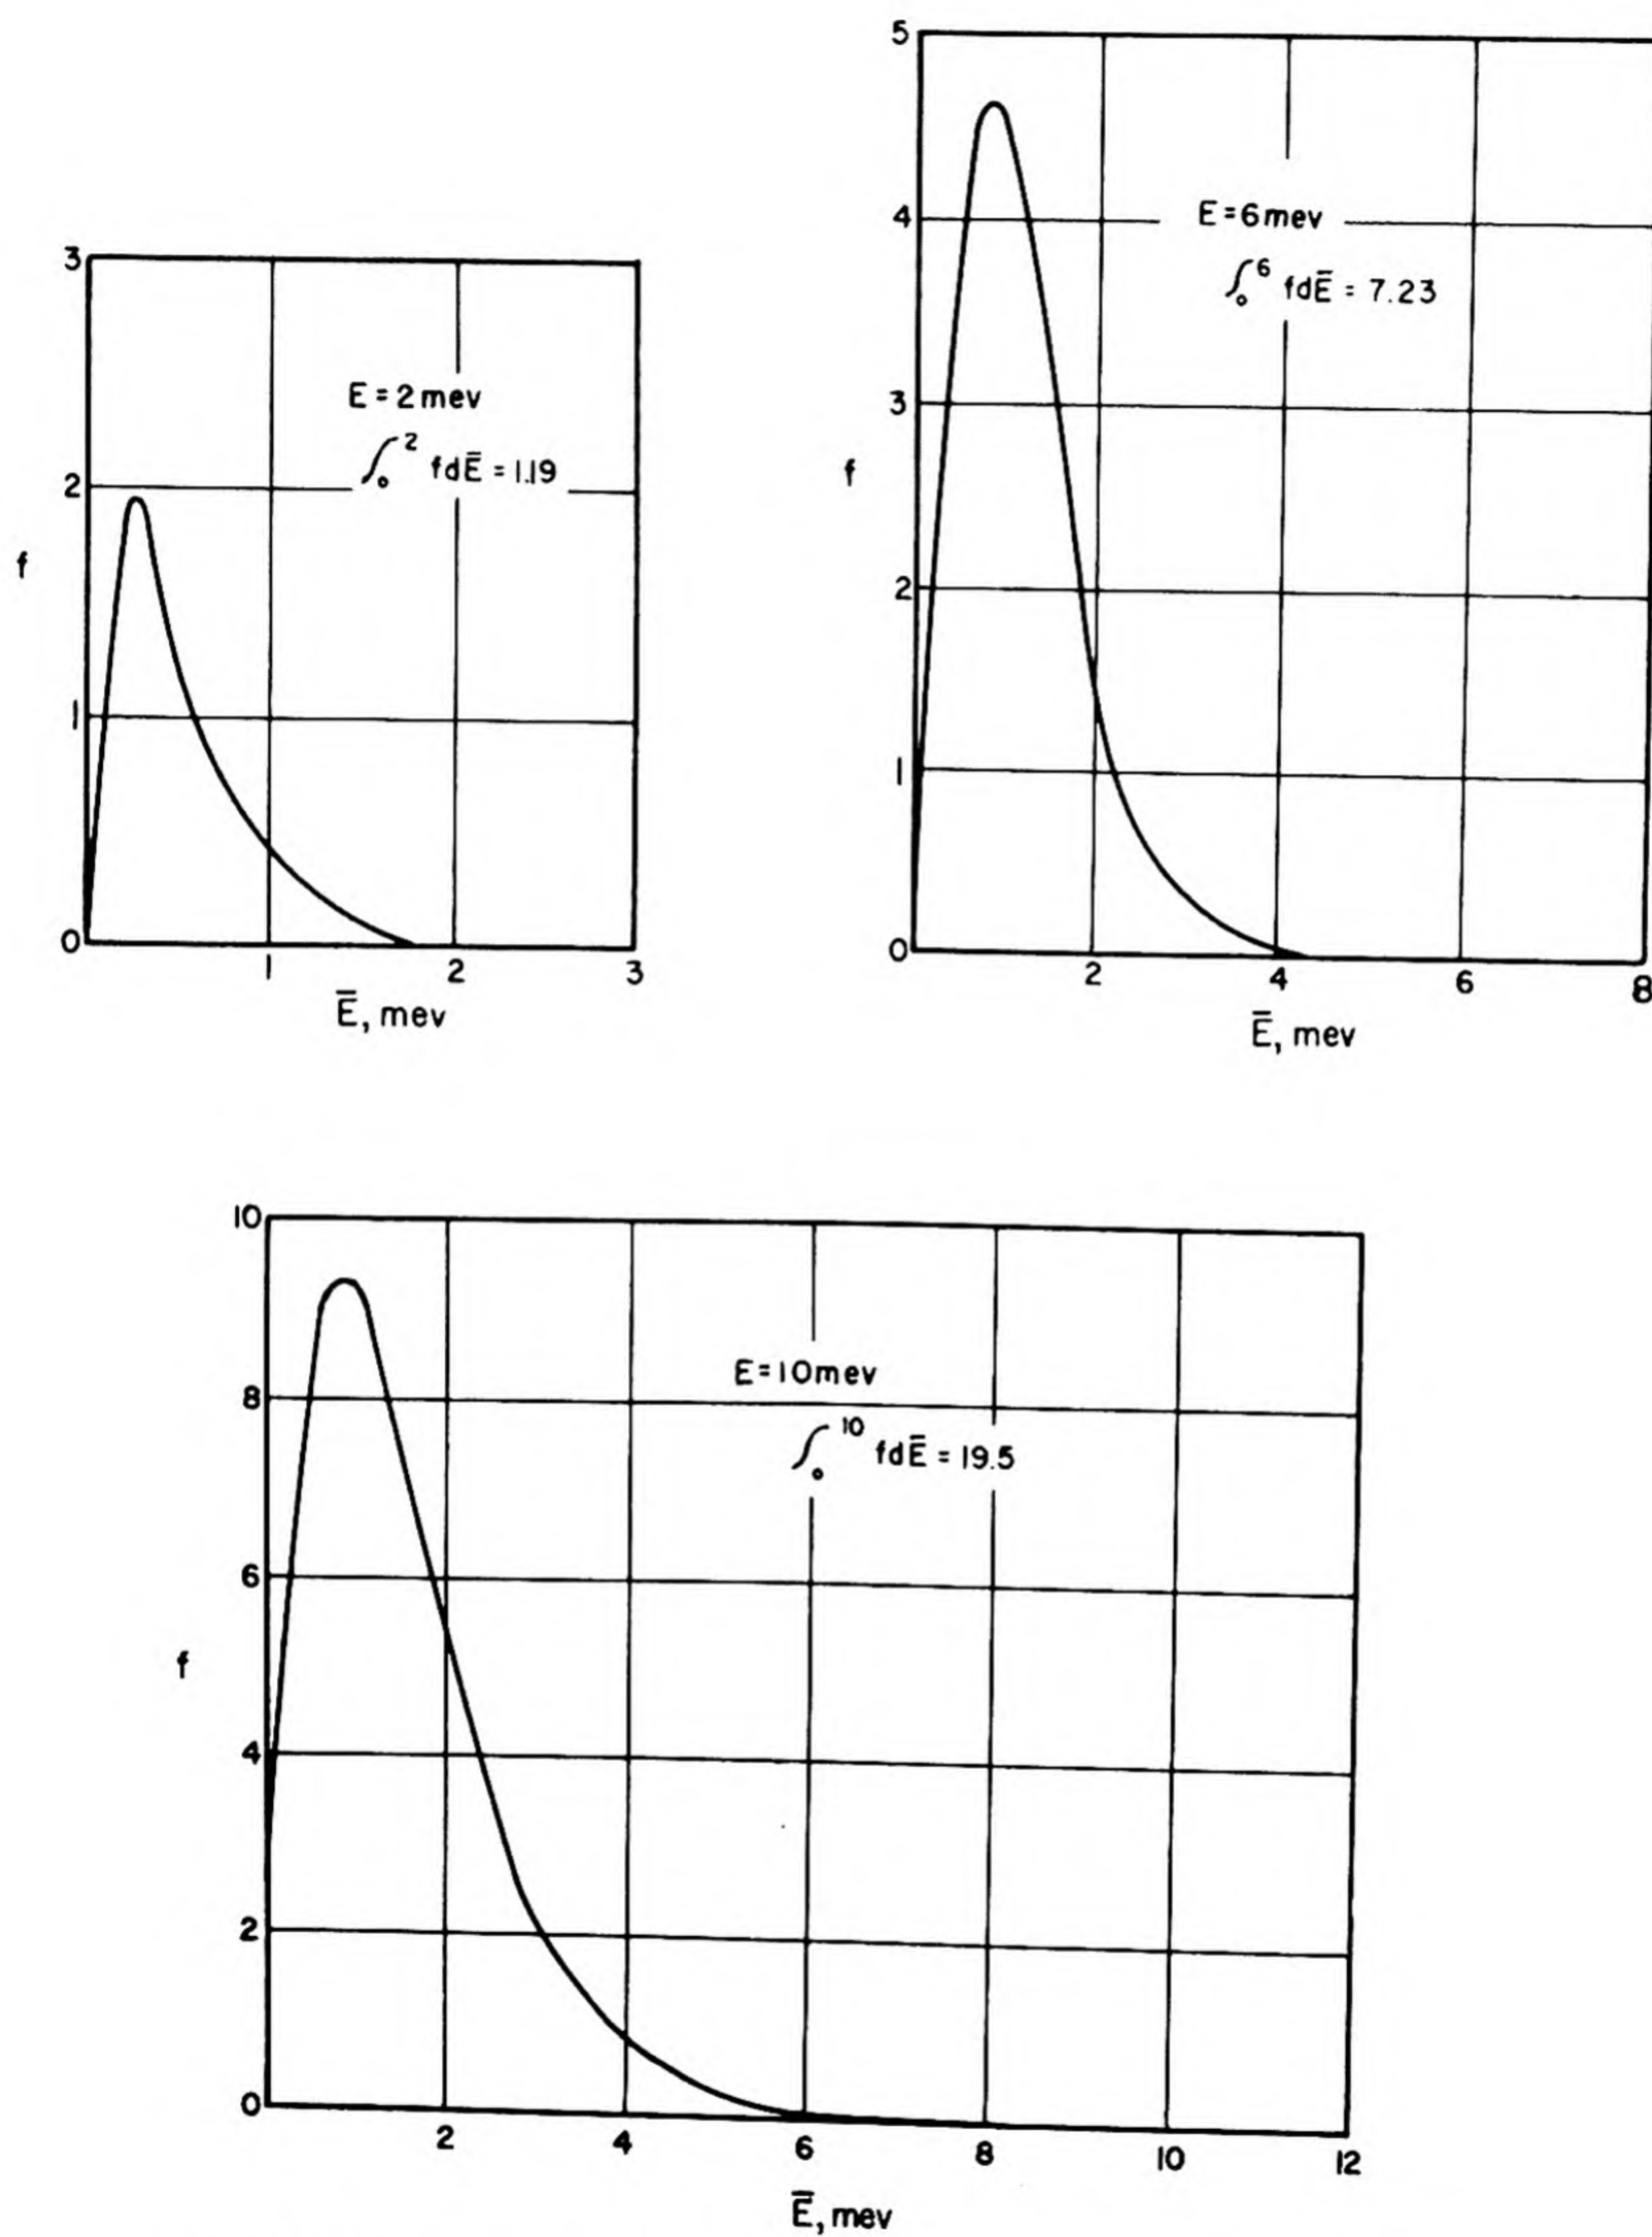 3
2
1
0
f
E = 2 mev
∫₀² fdĒ = 1.19
1 2 3
Ē, mev
5
4
3
2
1
0
f
E = 6 mev
∫₀⁶ fdĒ = 7.23
2 4 6 8
Ē, mev
10
8
6
4
2
0
f
E = 10 mev
∫₀¹⁰ fdĒ = 19.5
2 4 6 8 10 12
Ē, mev